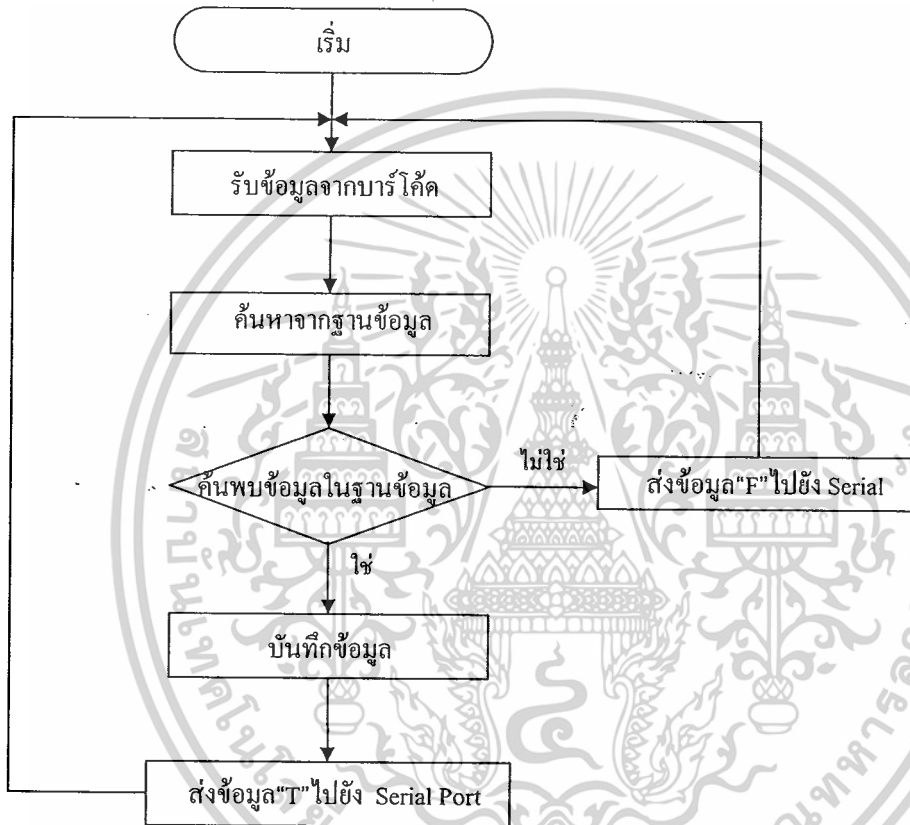 เริ่ม
รับข้อมูลจากบาร์โค้ด
ค้นหาจากฐานข้อมูล
ค้นพบข้อมูลในฐานข้อมูล
ไม่ใช่
ส่งข้อมูล“F”ไปยัง Serial
ใช่
บันทึกข้อมูล
ส่งข้อมูล“T”ไปยัง Serial Port